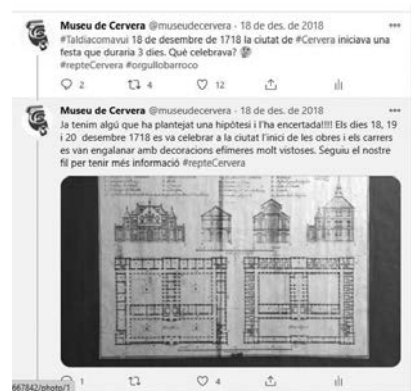 Museu de Cervera @museudecervera · 18 de des. de 2018
#Taldiacomavui 18 de desembre de 1718 la ciutat de #Cervera iniciava una
festa que duraria 3 dies. Què celebrava?
#repteCervera #orgullobarroco
2 4 12
Museu de Cervera @museudecervera · 18 de des. de 2018
Ja tenim algú que ha plantejat una hipòtesi i l'ha encertada!!!! Els dies 18, 19
i 20 desembre 1718 es va celebrar a la ciutat l'inici de les obres i els carrers
es van engalanar amb decoracions efímeres molt vistoses. Seguiu el nostre
fil per tenir més informació #repteCervera
1 4
667842/photo/1